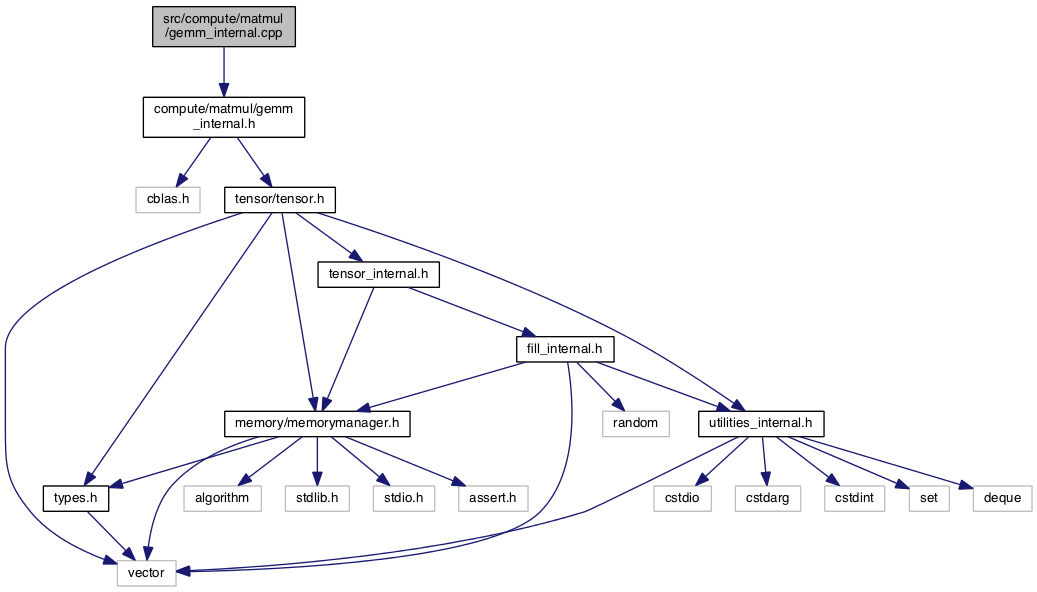 src/compute/matmul
/gemm_internal.cpp
compute/matmul/gemm
_internal.h
cblas.h
tensor/tensor.h
tensor_internal.h
fill_internal.h
memory/memorymanager.h
random
utilities_internal.h
types.h
algorithm
stdlib.h
stdio.h
assert.h
cstdio
cstdarg
cstdint
set
deque
vector